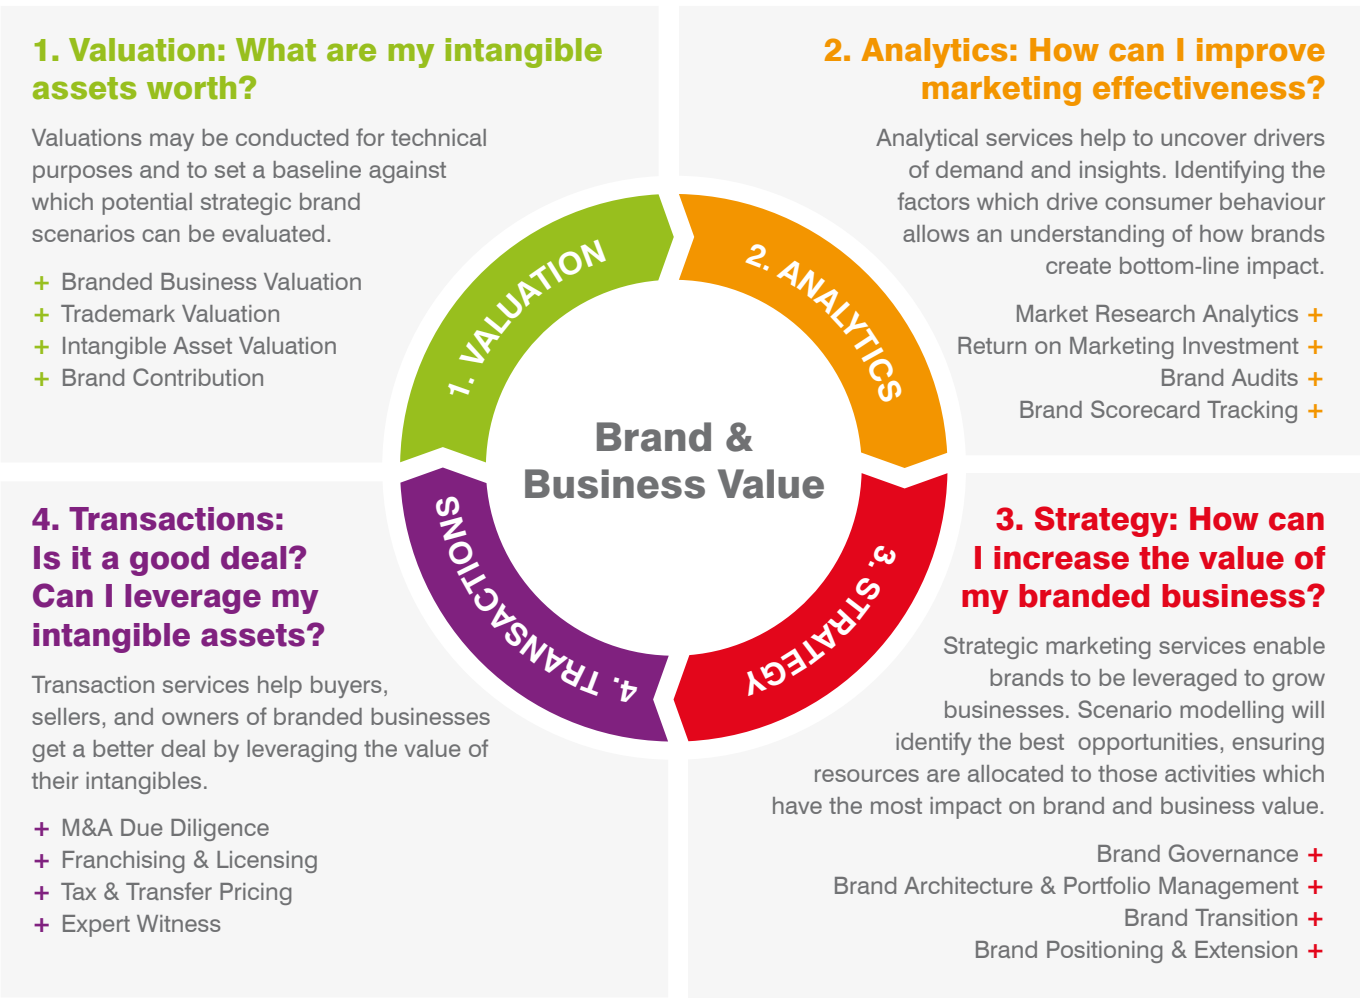 1. Valuation: What are my intangible
assets worth?
Valuations may be conducted for technical
purposes and to set a baseline against
which potential strategic brand
scenarios can be evaluated.
+ Branded Business Valuation
+ Trademark Valuation
+ Intangible Asset Valuation
+ Brand Contribution
2. Analytics: How can I improve
marketing effectiveness?
Analytical services help to uncover drivers
of demand and insights. Identifying the
factors which drive consumer behaviour
allows an understanding of how brands
create bottom-line impact.
Market Research Analytics +
Return on Marketing Investment +
Brand Audits +
Brand Scorecard Tracking +
1. VALUATION
2. ANALYTICS
3. STRATEGY
4. TRANSACTIONS
Brand &
Business Value
3. Strategy: How can
I increase the value of
my branded business?
Strategic marketing services enable
brands to be leveraged to grow
businesses. Scenario modelling will
identify the best  opportunities, ensuring
resources are allocated to those activities which
have the most impact on brand and business value.
Brand Governance +
Brand Architecture & Portfolio Management +
Brand Transition +
Brand Positioning & Extension +
4. Transactions:
Is it a good deal?
Can I leverage my
intangible assets?
Transaction services help buyers,
sellers, and owners of branded businesses
get a better deal by leveraging the value of
their intangibles.
+ M&A Due Diligence
+ Franchising & Licensing
+ Tax & Transfer Pricing
+ Expert Witness